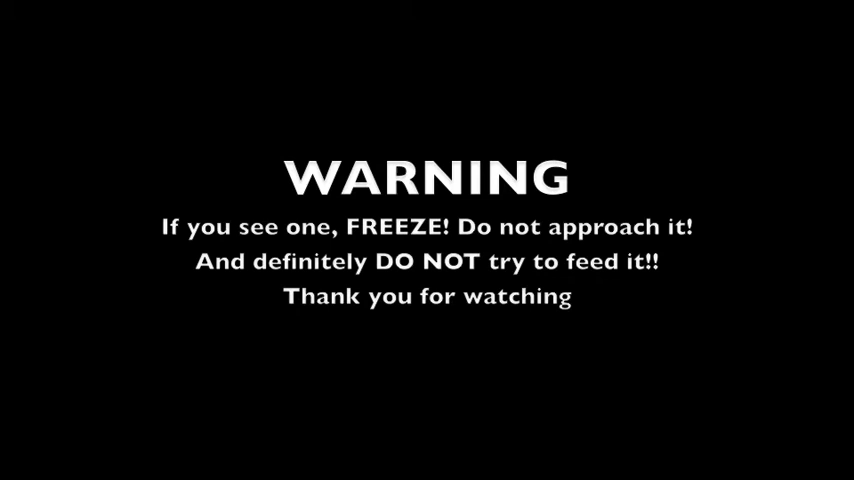 WARNING
If you see one, FREEZE! Do not approach it!
And definitely DO NOT try to feed it!!
Thank you for watching